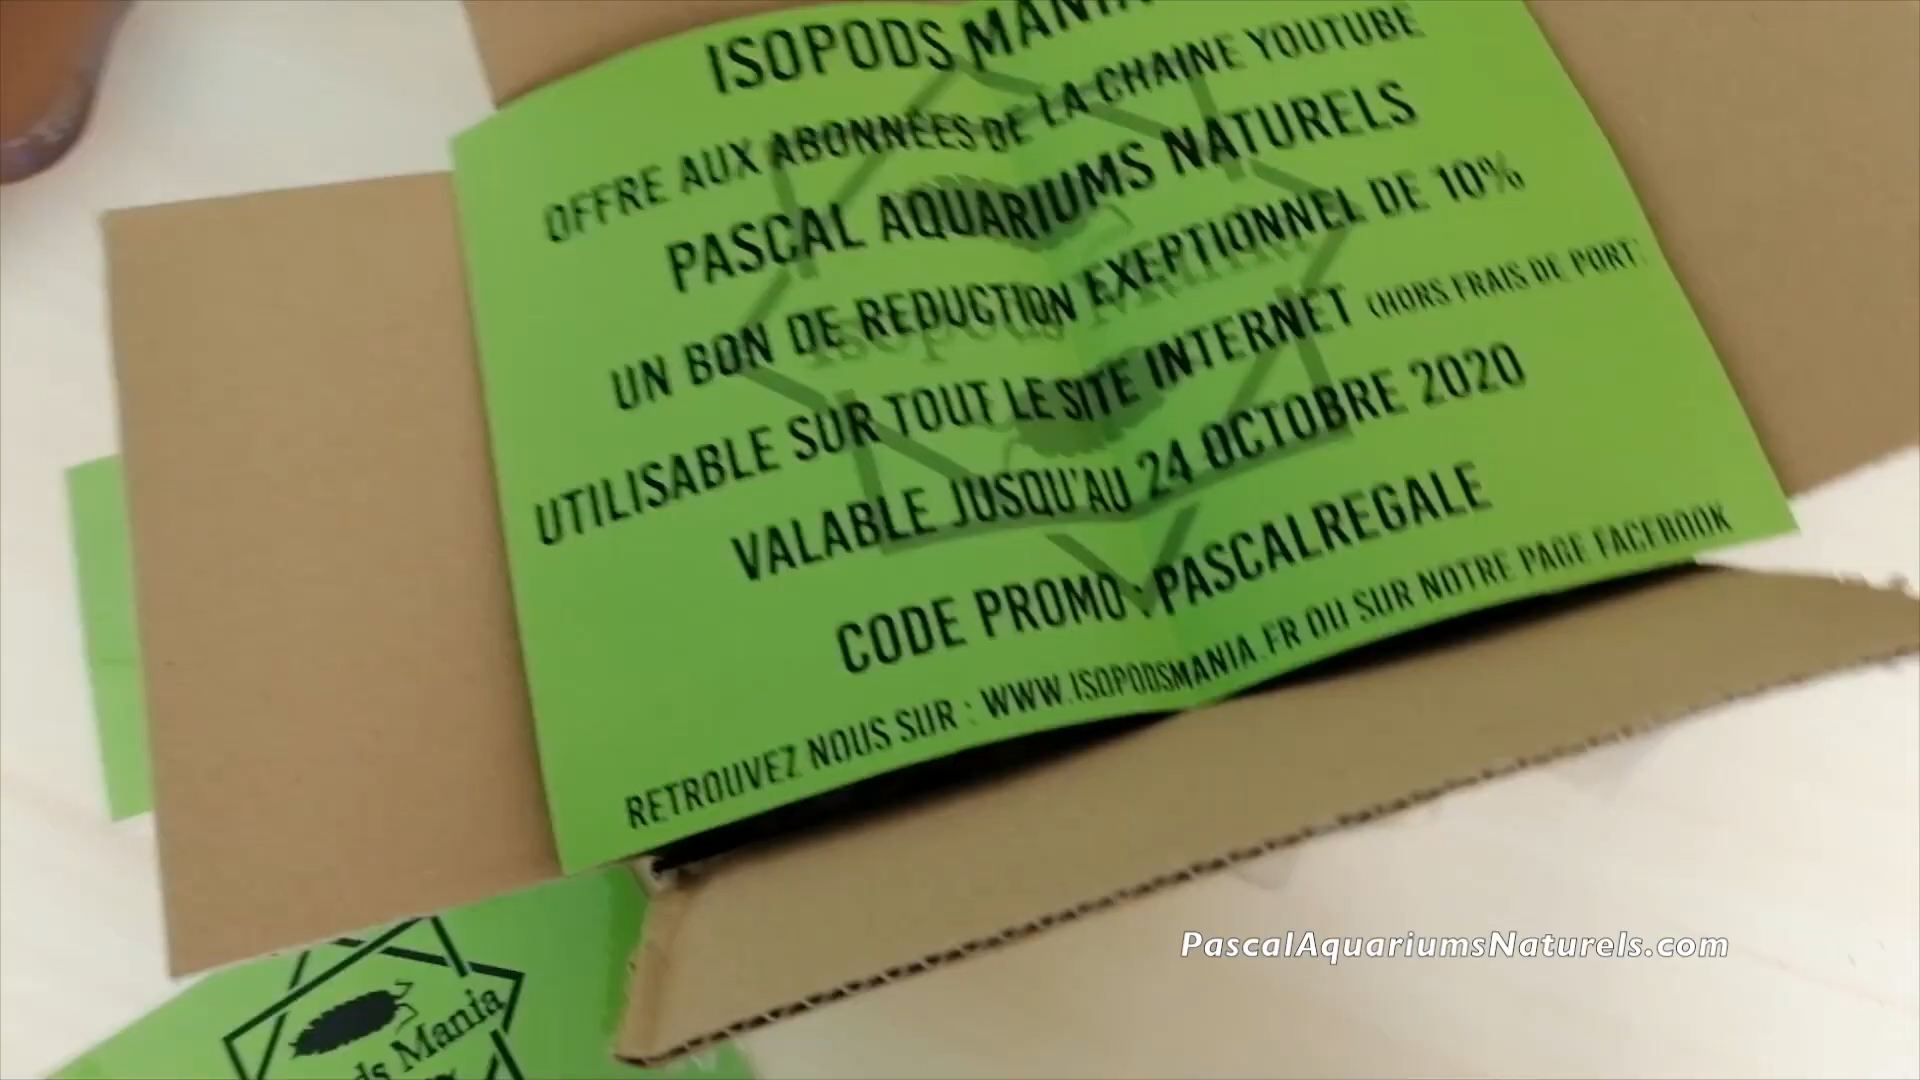 ISOPODS MANIA
OFFRE AUX ABONNÉES DE LA CHAINE YOUTUBE
PASCAL AQUARIUMS NATURELS
UN BON DE REDUCTION EXEPTIONNEL DE 10%
UTILISABLE SUR TOUT LE SITE INTERNET (HORS FRAIS DE PORT)
VALABLE JUSQU'AU 24 OCTOBRE 2020
CODE PROMO : PASCALREGALE
RETROUVEZ NOUS SUR : WWW.ISOPODSMANIA.FR OU SUR NOTRE PAGE FACEBOOK
Mania
PascalAquariumsNaturels.com